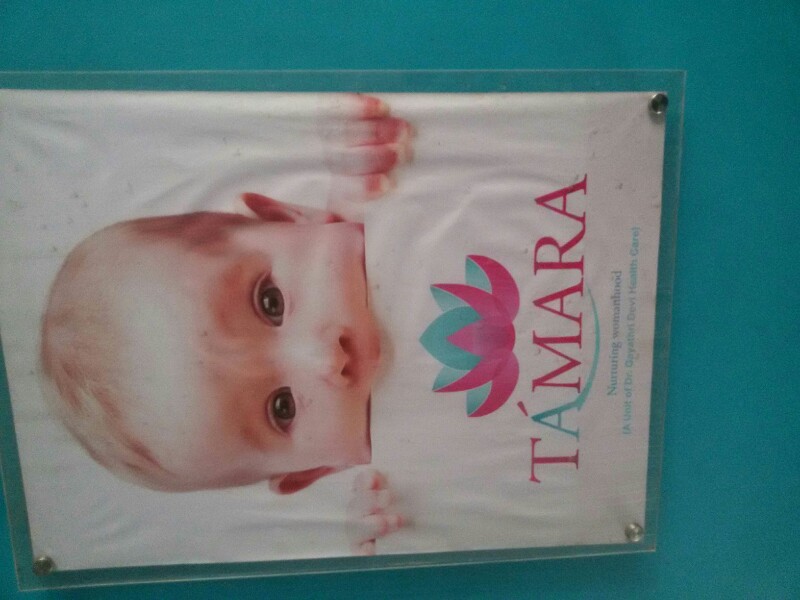 TÁMARA
Nurturing womanhood
(A Unit of Dr. Gayathri Devi Health Care)